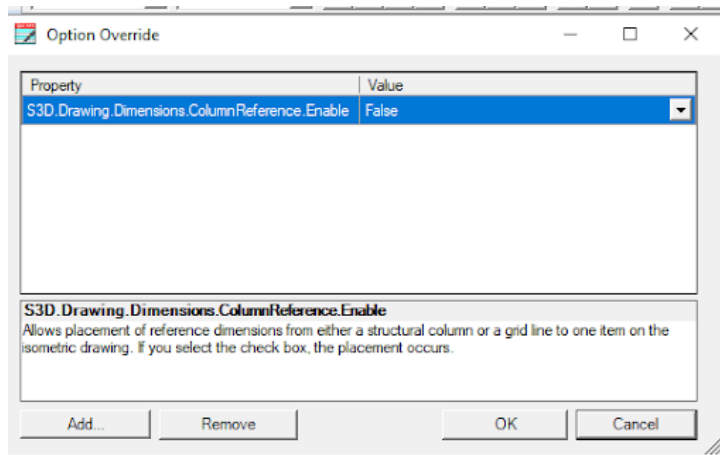 Option Override
Property Value
S3D.Drawing.Dimensions.ColumnReference.Enable False
S3D.Drawing.Dimensions.ColumnReference.Enable
Allows placement of reference dimensions from either a structural column or a grid line to one item on the
isometric drawing. If you select the check box, the placement occurs.
Add... Remove OK Cancel